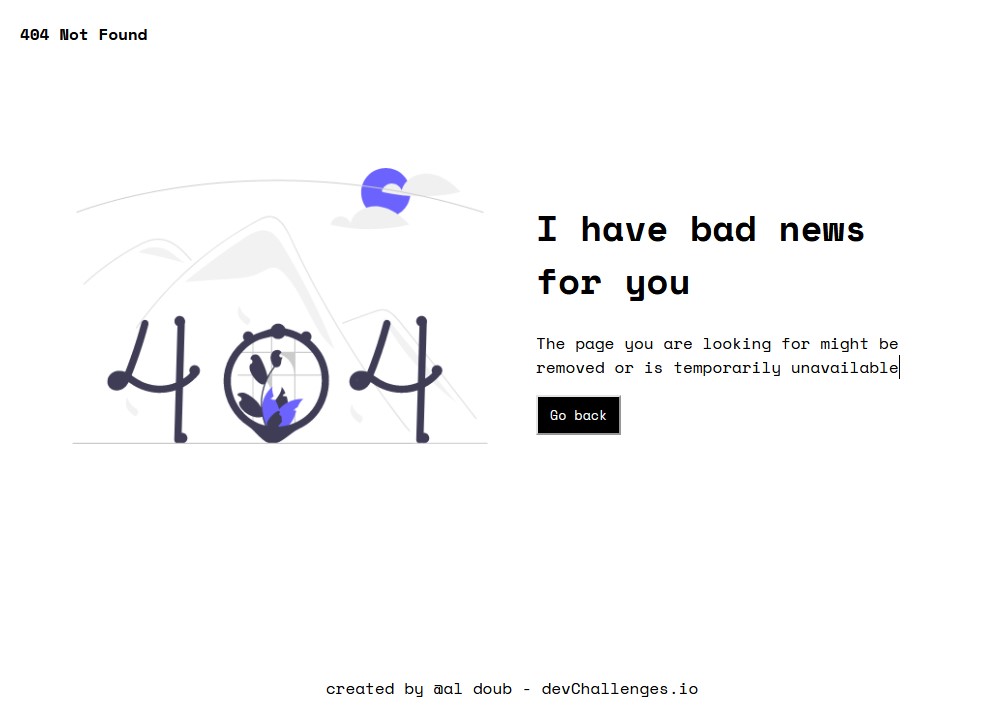 404 Not Found
404
I have bad news
for you
The page you are looking for might be
removed or is temporarily unavailable
Go back
created by @al doub - devChallenges.io